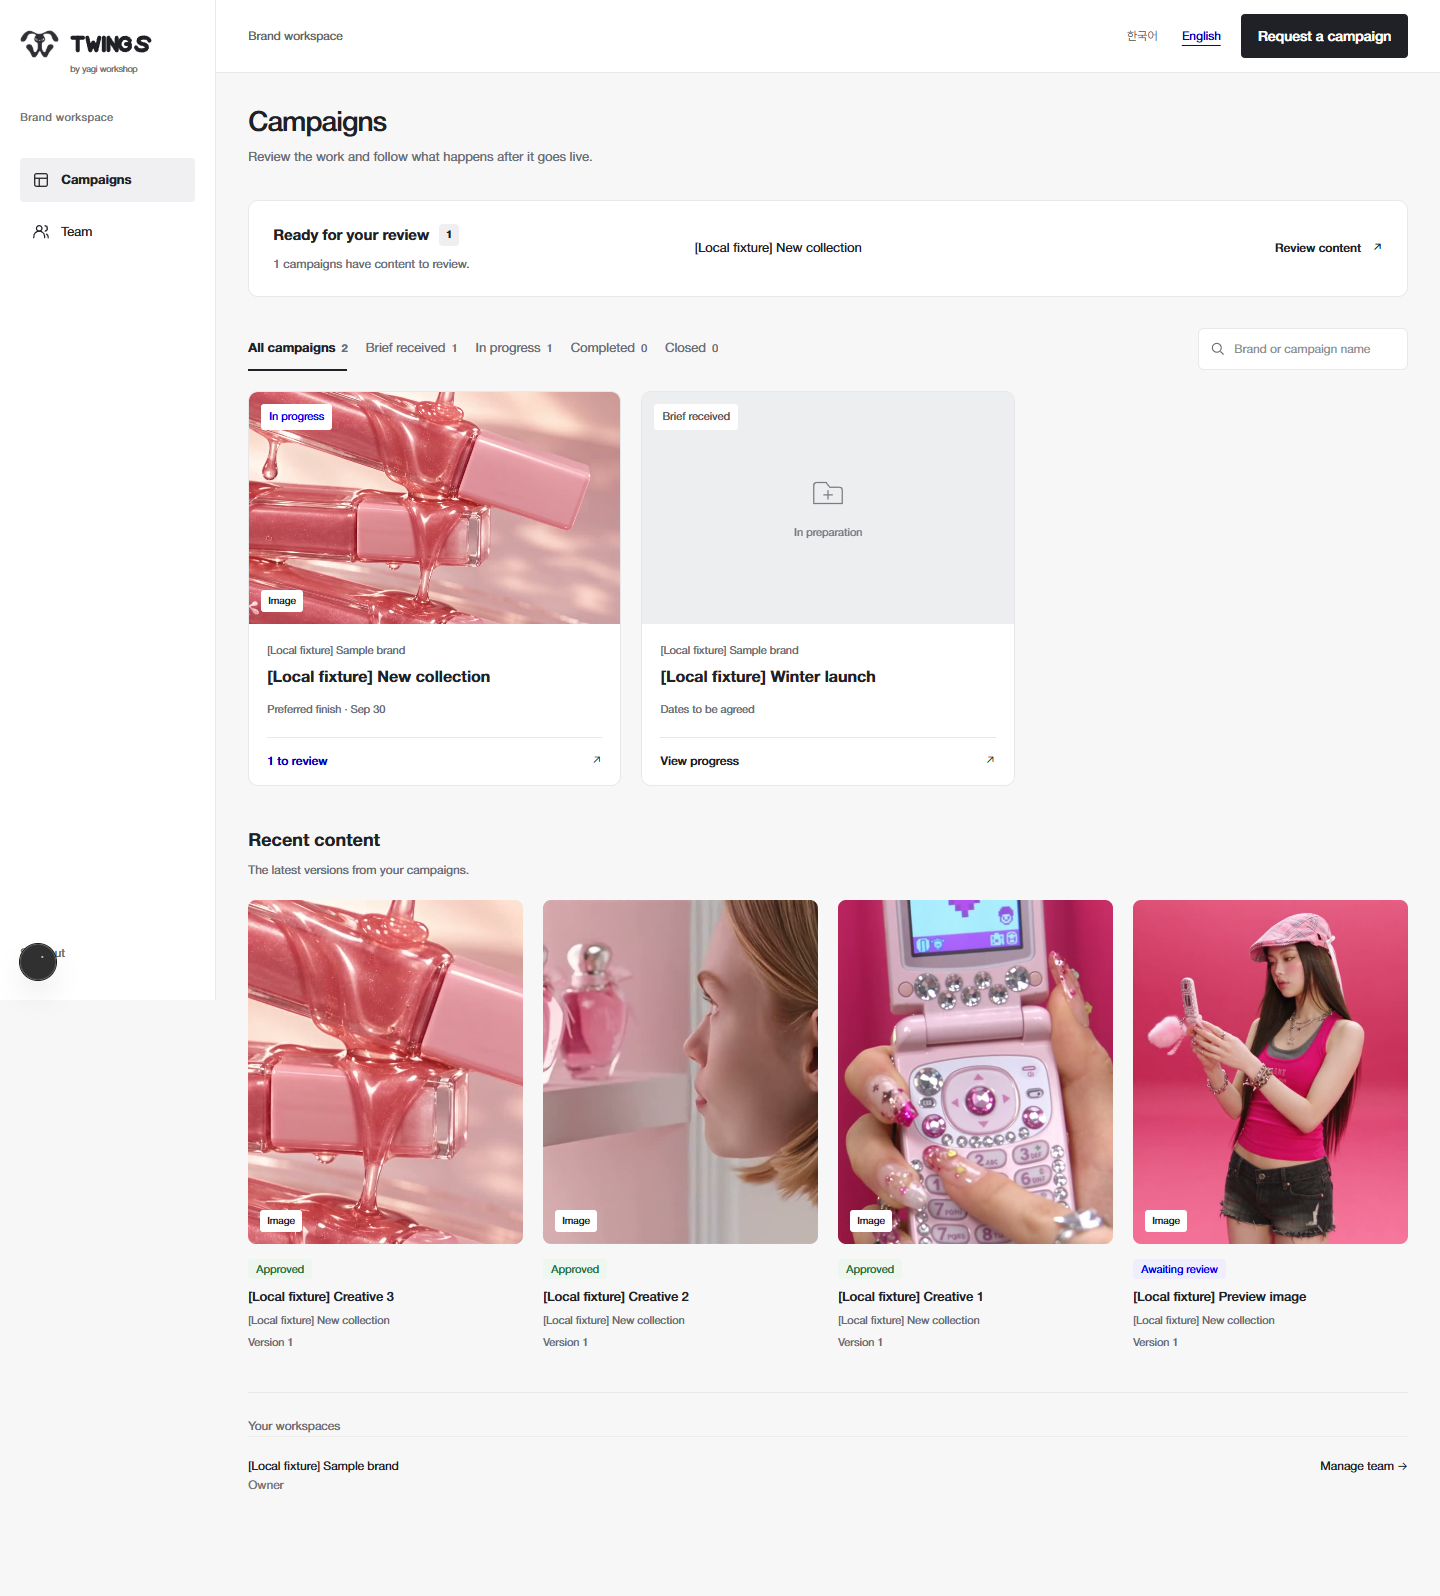 TWINGS
by yagi workshop
Brand workspace
Campaigns
Team
Brand workspace
한국어
English
Request a campaign
Campaigns
Review the work and follow what happens after it goes live.
Ready for your review 1
1 campaigns have content to review.
[Local fixture] New collection
Review content
All campaigns 2
Brief received 1
In progress 1
Completed 0
Closed 0
Brand or campaign name
In progress
Image
[Local fixture] Sample brand
[Local fixture] New collection
Preferred finish · Sep 30
1 to review
Brief received
In preparation
[Local fixture] Sample brand
[Local fixture] Winter launch
Dates to be agreed
View progress
Recent content
The latest versions from your campaigns.
Image
Approved
[Local fixture] Creative 3
[Local fixture] New collection
Version 1
Image
Approved
[Local fixture] Creative 2
[Local fixture] New collection
Version 1
Image
Approved
[Local fixture] Creative 1
[Local fixture] New collection
Version 1
Image
Awaiting review
[Local fixture] Preview image
[Local fixture] New collection
Version 1
Your workspaces
[Local fixture] Sample brand
Owner
Manage team →